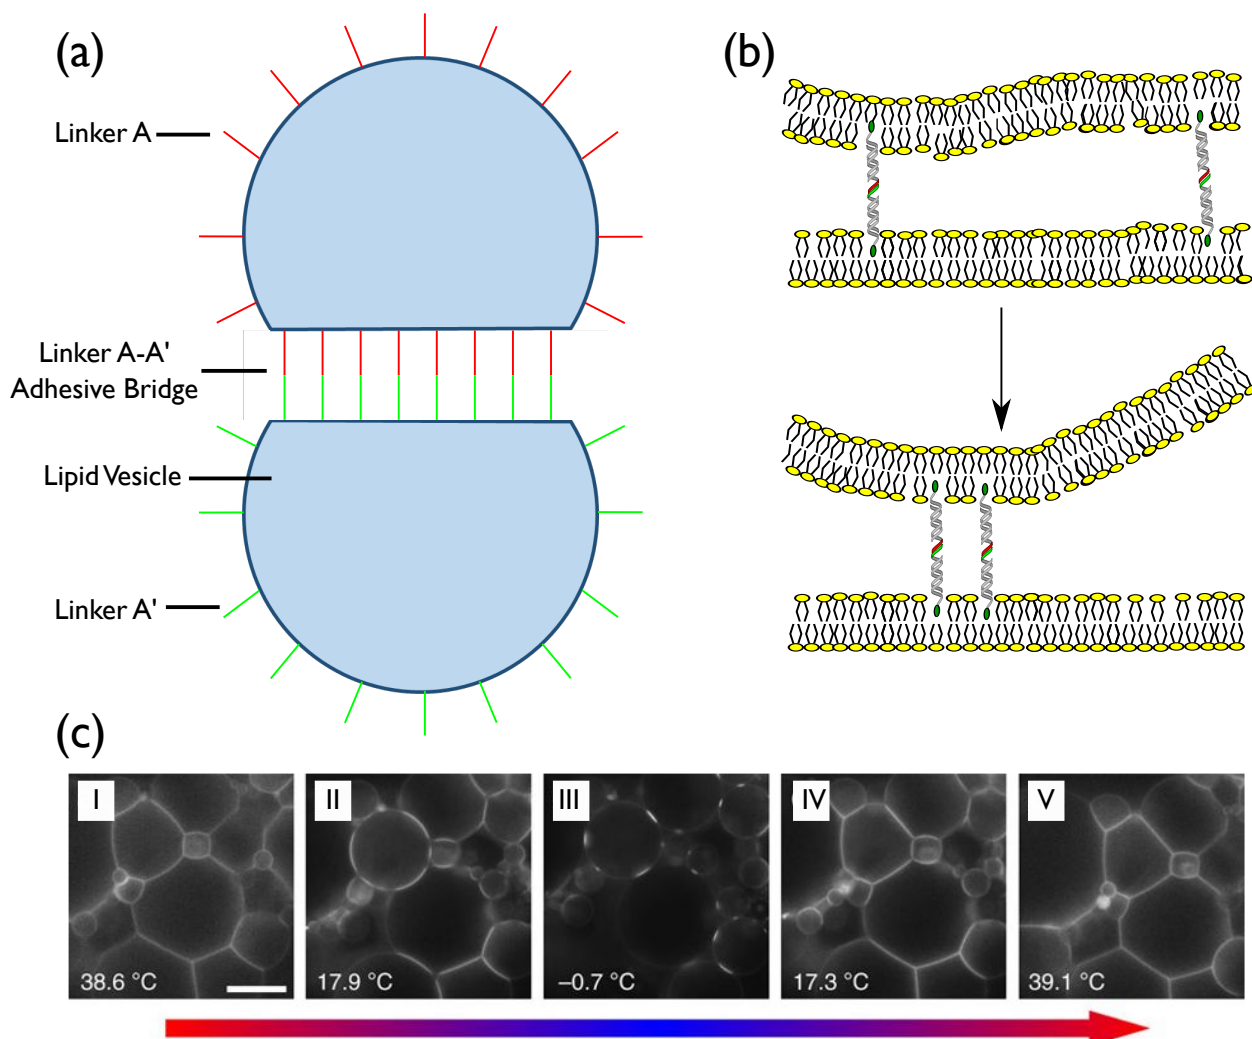 (a)
Linker A
Linker A-A'
Adhesive Bridge
Lipid Vesicle
Linker A'
(b)
(c)
I
II
III
IV
V
38.6 °C
17.9 °C
–0.7 °C
17.3 °C
39.1 °C